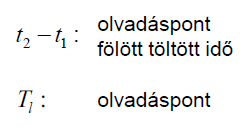 t₂ – t₁ : olvadáspont
fölött töltött idő
Tₗ : olvadáspont